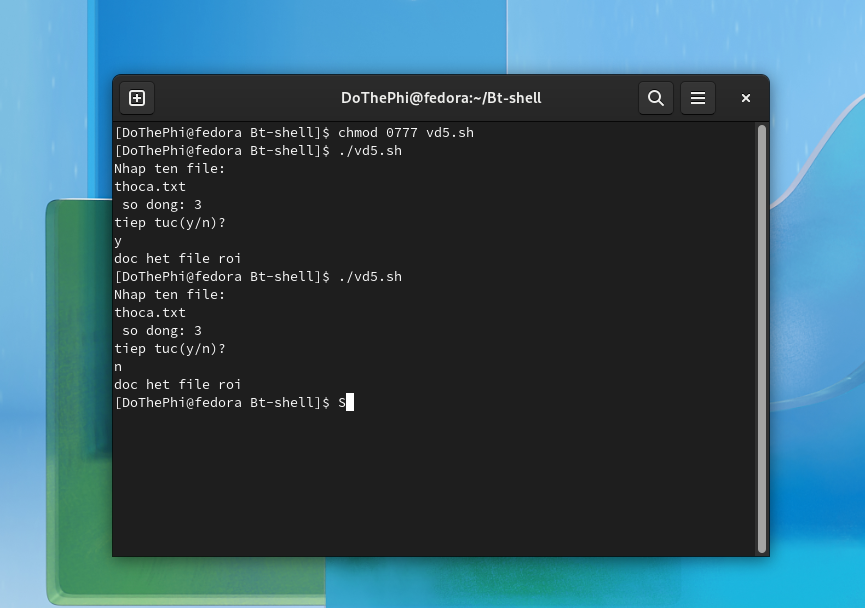 DoThePhi@fedora:~/Bt-shell
[DoThePhi@fedora Bt-shell]$ chmod 0777 vd5.sh
[DoThePhi@fedora Bt-shell]$ ./vd5.sh
Nhap ten file:
thoca.txt
 so dong: 3
tiep tuc(y/n)?
y
doc het file roi
[DoThePhi@fedora Bt-shell]$ ./vd5.sh
Nhap ten file:
thoca.txt
 so dong: 3
tiep tuc(y/n)?
n
doc het file roi
[DoThePhi@fedora Bt-shell]$ S